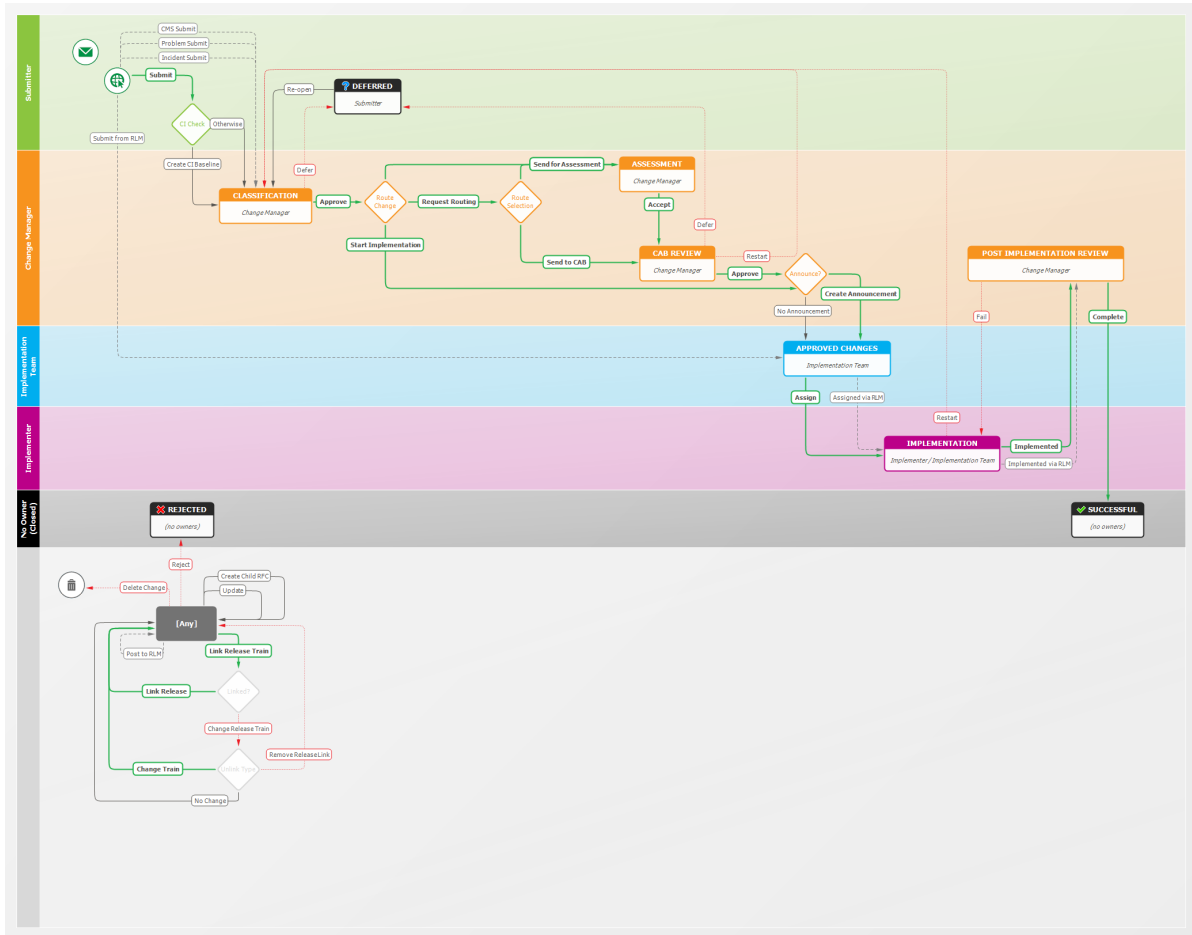 Submitter
CMS Submit
Problem Submit
Incident Submit
Submit
CI Check
Otherwise
Submit from RLM
Create CI Baseline
Re-open
DEFERRED
Submitter
Defer
Change Manager
CLASSIFICATION
Change Manager
Approve
Route
Change
Request Routing
Start Implementation
Route
Selection
Send for Assessment
Send to CAB
ASSESSMENT
Change Manager
Accept
Defer
CAB REVIEW
Change Manager
Restart
Approve
Announce?
Create Announcement
No Announcement
POST IMPLEMENTATION REVIEW
Change Manager
Fail
Complete
Implementation
Team
APPROVED CHANGES
Implementation Team
Assign
Assigned via RLM
Implementer
Restart
IMPLEMENTATION
Implementer / Implementation Team
Implemented
Implemented via RLM
No Owner
(Closed)
REJECTED
(no owners)
SUCCESSFUL
(no owners)
Reject
Delete Change
Create Child RFC
Update
[Any]
Post to RLM
Link Release Train
Link Release
Linked?
Change Release Train
Remove Release Link
Change Train
Type
No Change